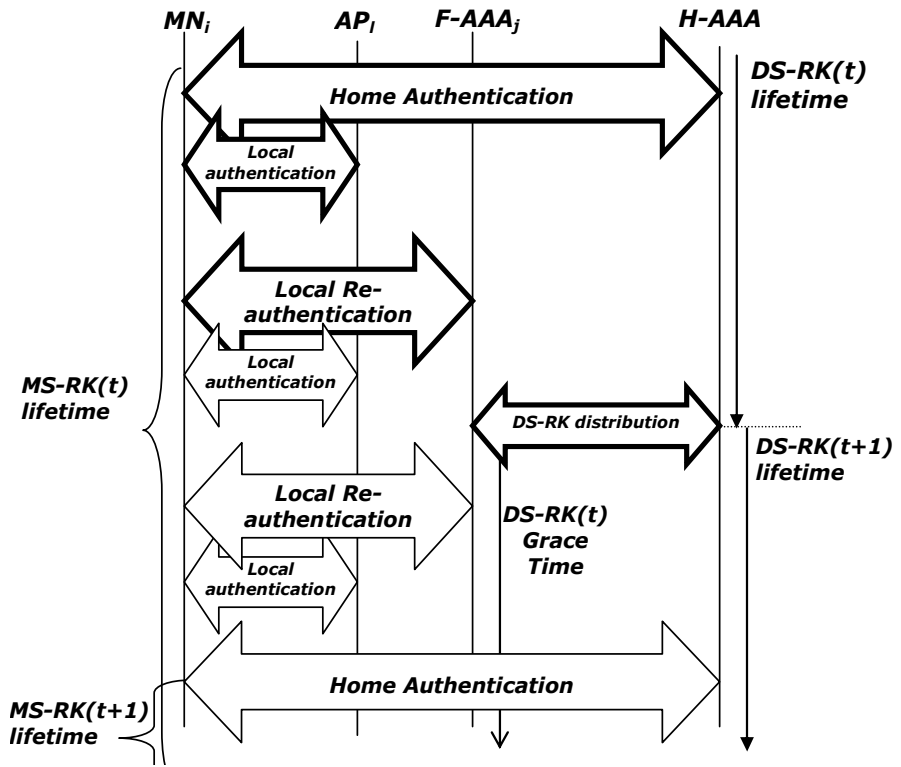 MNi APl F-AAAj H-AAA
DS-RK(t)
lifetime
Home Authentication
Local
authentication
Local Re-
authentication
Local
authentication
MS-RK(t)
lifetime
DS-RK distribution
DS-RK(t+1)
lifetime
Local Re-
authentication
DS-RK(t)
Grace
Time
Local
authentication
Home Authentication
MS-RK(t+1)
lifetime